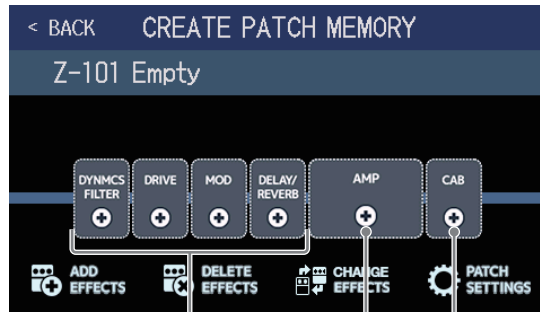 < BACK CREATE PATCH MEMORY
Z-101 Empty
DYNMCS
FILTER
DRIVE
MOD
DELAY/
REVERB
AMP
CAB
ADD
EFFECTS
DELETE
EFFECTS
CHANGE
EFFECTS
PATCH
SETTINGS